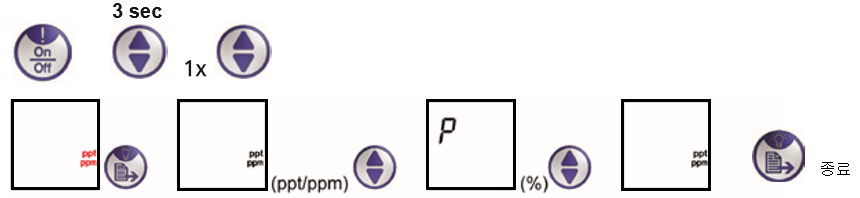 3 sec
! On Off
1x
ppt
ppm
ppt
ppm
(ppt/ppm)
P
(%)
ppt
ppm
종료